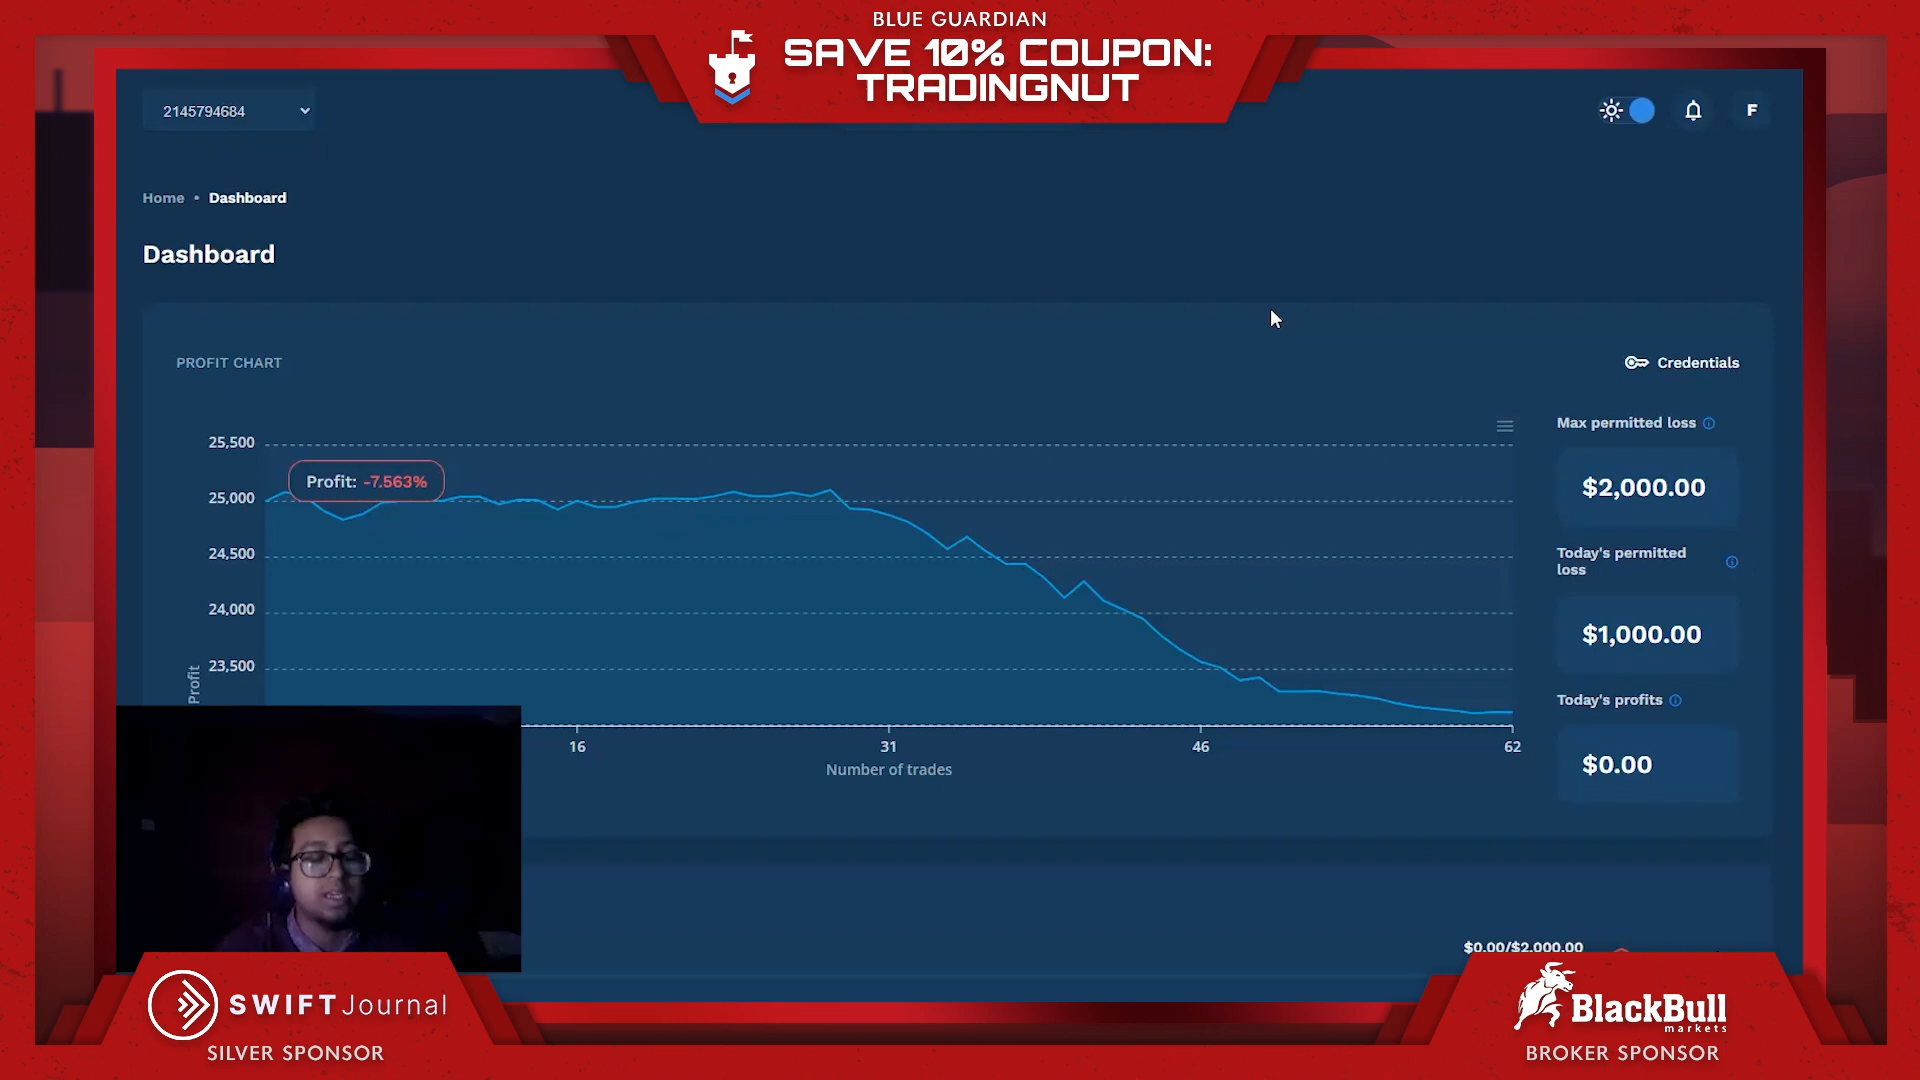 BLUE GUARDIAN
SAVE 10% COUPON:
TRADINGNUT
2145794684
F
Home • Dashboard
Dashboard
PROFIT CHART
Credentials
Max permitted loss
$2,000.00
Today's permitted
loss
$1,000.00
Today's profits
$0.00
Profit: -7.563%
25,500
25,000
24,500
24,000
23,500
Profit
16
31
46
62
Number of trades
$0.00/$2,000.00
SWIFTJournal
SILVER SPONSOR
BlackBull
markets
BROKER SPONSOR